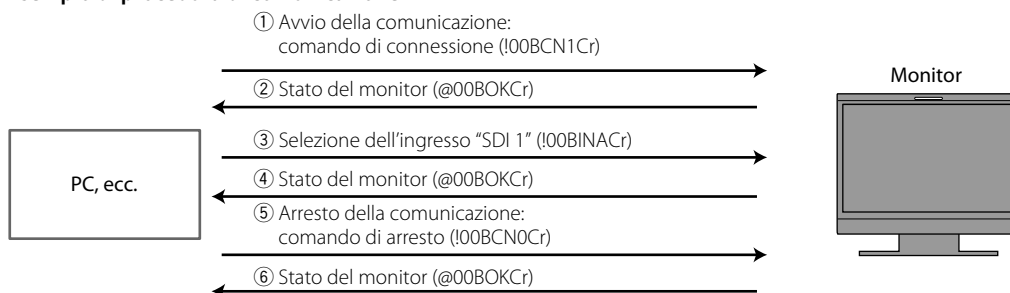 ① Avvio della comunicazione:
comando di connessione (!00BCN1Cr)
Monitor
② Stato del monitor (@00BOKCr)
③ Selezione dell'ingresso “SDI 1” (!00BINACr)
PC, ecc.
④ Stato del monitor (@00BOKCr)
⑤ Arresto della comunicazione:
comando di arresto (!00BCN0Cr)
⑥ Stato del monitor (@00BOKCr)